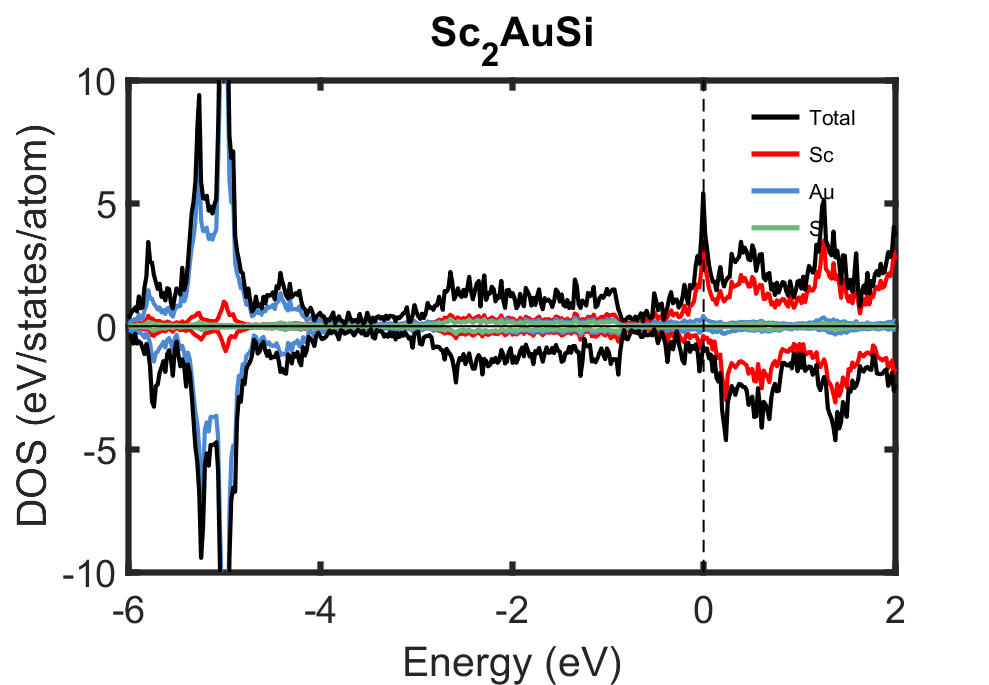 Sc2AuSi
DOS (eV/states/atom)
10
5
0
-5
-10
-6
-4
-2
0
2
Energy (eV)
Total
Sc
Au
Si